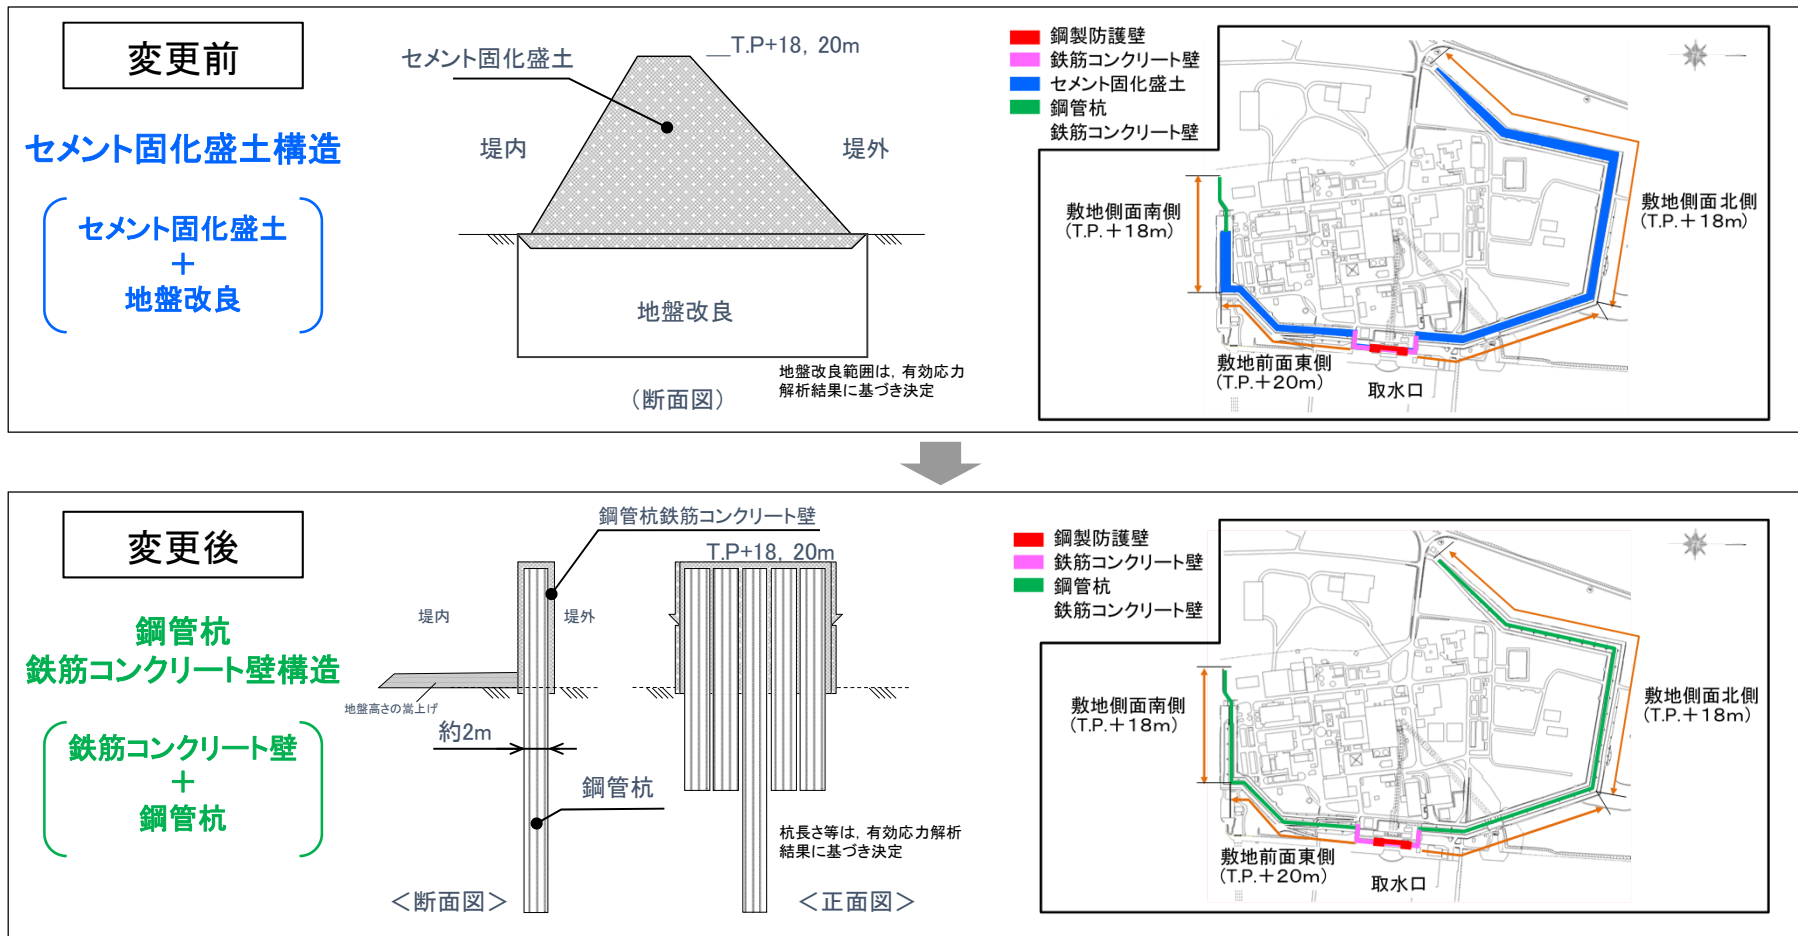 変更前
セメント固化盛土構造
セメント固化盛土
+
地盤改良
セメント固化盛土
T.P+18, 20m
堤内
堤外
地盤改良
地盤改良範囲は, 有効応力
解析結果に基づき決定
(断面図)
鋼製防護壁
鉄筋コンクリート壁
セメント固化盛土
鋼管杭
鉄筋コンクリート壁
敷地側面南側
(T.P.+18m)
敷地側面北側
(T.P.+18m)
敷地前面東側
(T.P.+20m)
取水口
変更後
鋼管杭
鉄筋コンクリート壁構造
鉄筋コンクリート壁
+
鋼管杭
鋼管杭鉄筋コンクリート壁
T.P+18, 20m
堤内
堤外
地盤高さの嵩上げ
約2m
鋼管杭
杭長さ等は, 有効応力解析
結果に基づき決定
<断面図>
<正面図>
鋼製防護壁
鉄筋コンクリート壁
鋼管杭
鉄筋コンクリート壁
敷地側面南側
(T.P.+18m)
敷地側面北側
(T.P.+18m)
敷地前面東側
(T.P.+20m)
取水口